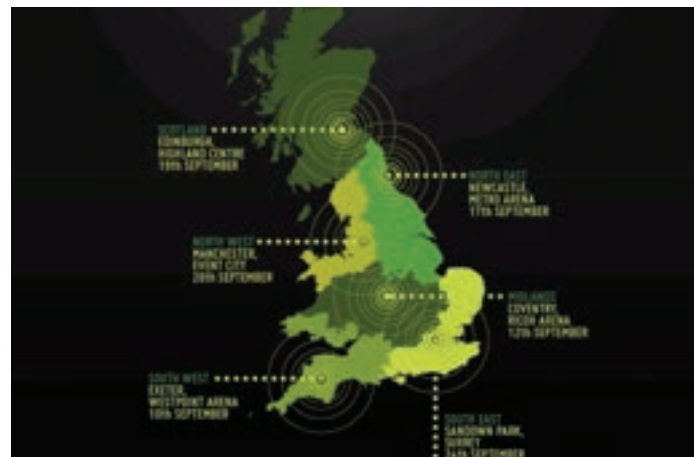 SCOTLAND
EDINBURGH,
HIGHLAND CENTRE
19th SEPTEMBER
NORTH EAST
NEWCASTLE,
METRO ARENA
17th SEPTEMBER
NORTH WEST
MANCHESTER,
EVENT CITY
20th SEPTEMBER
MIDLANDS
COVENTRY,
RICOH ARENA
12th SEPTEMBER
SOUTH WEST
EXETER,
WESTPOINT ARENA
10th SEPTEMBER
SOUTH EAST
SANDOWN PARK,
SURREY
SEPTEMBER